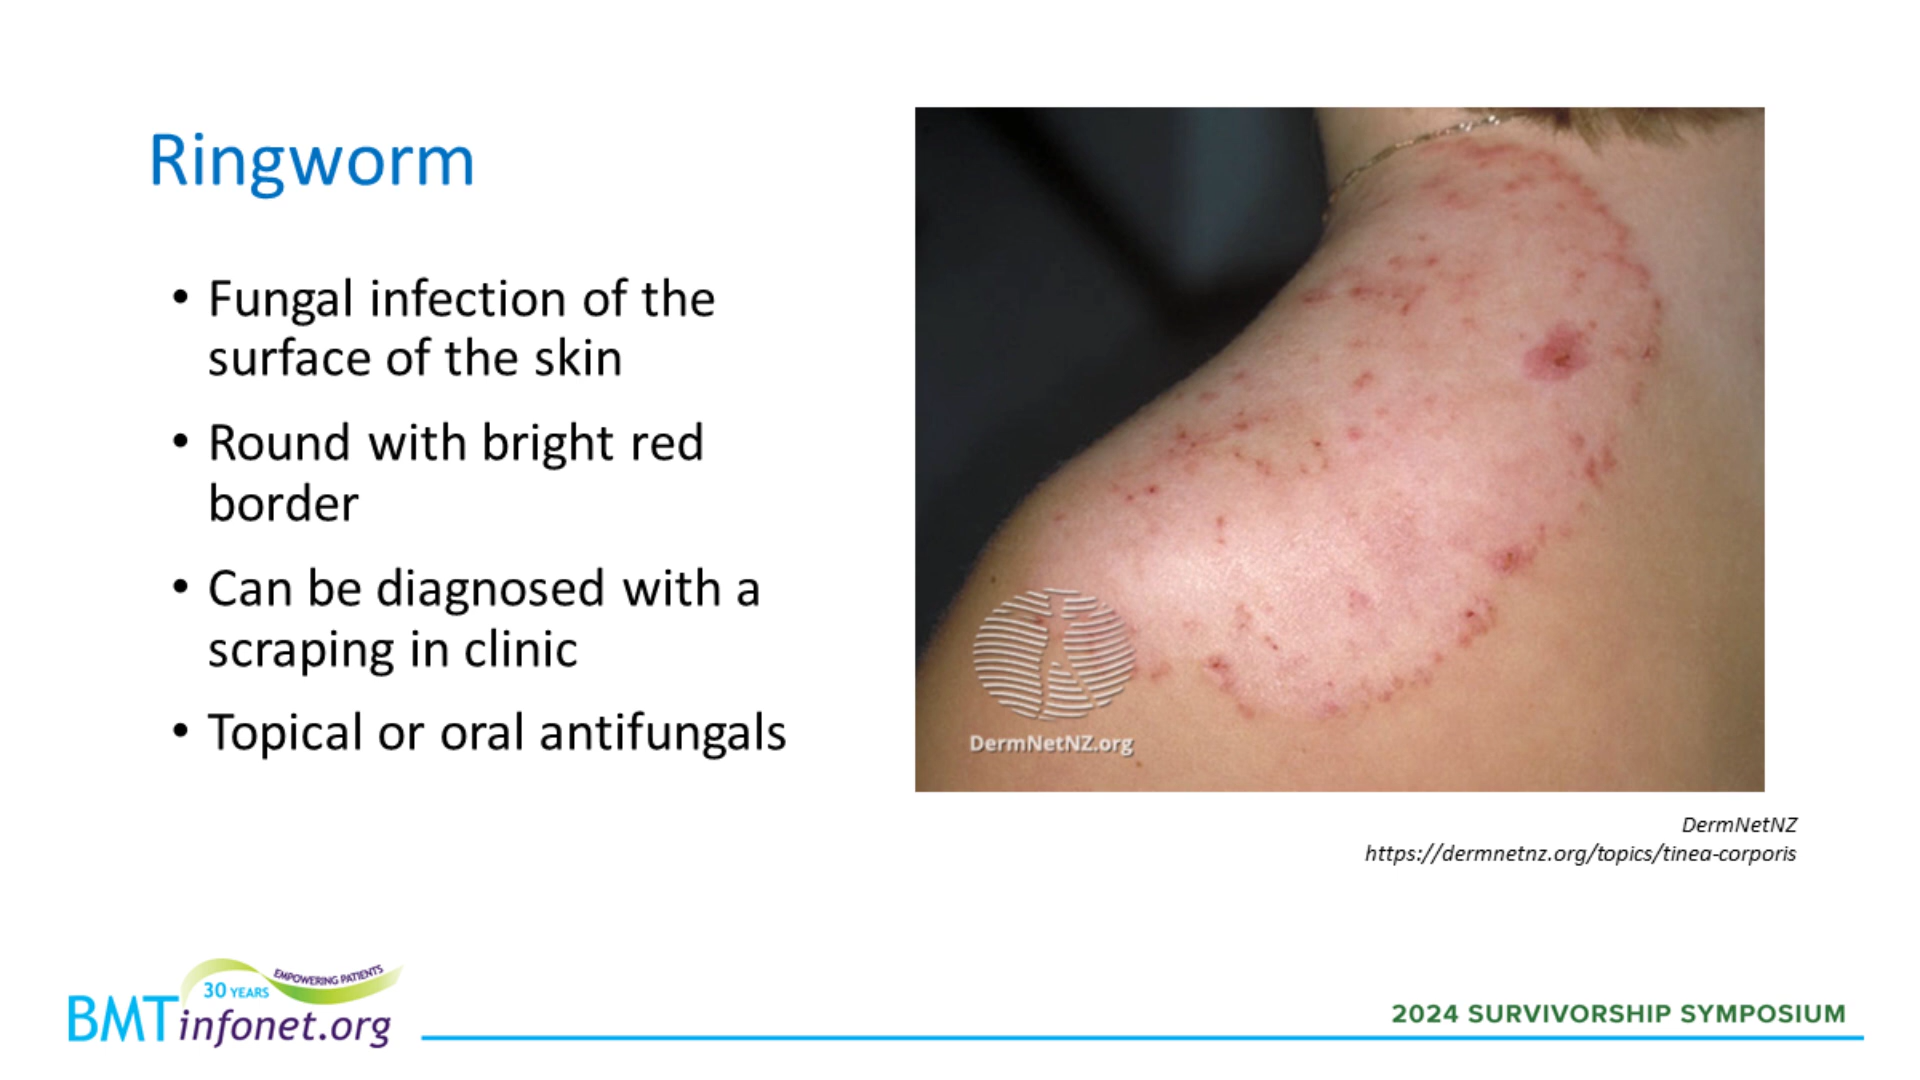 Ringworm
• Fungal infection of the
surface of the skin
• Round with bright red
border
• Can be diagnosed with a
scraping in clinic
• Topical or oral antifungals
DermNetNZ.org
DermNetNZ
https://dermnetnz.org/topics/tinea-corporis
EMPOWERING PATIENTS
30 YEARS
BMTinfonet.org
2024 SURVIVORSHIP SYMPOSIUM